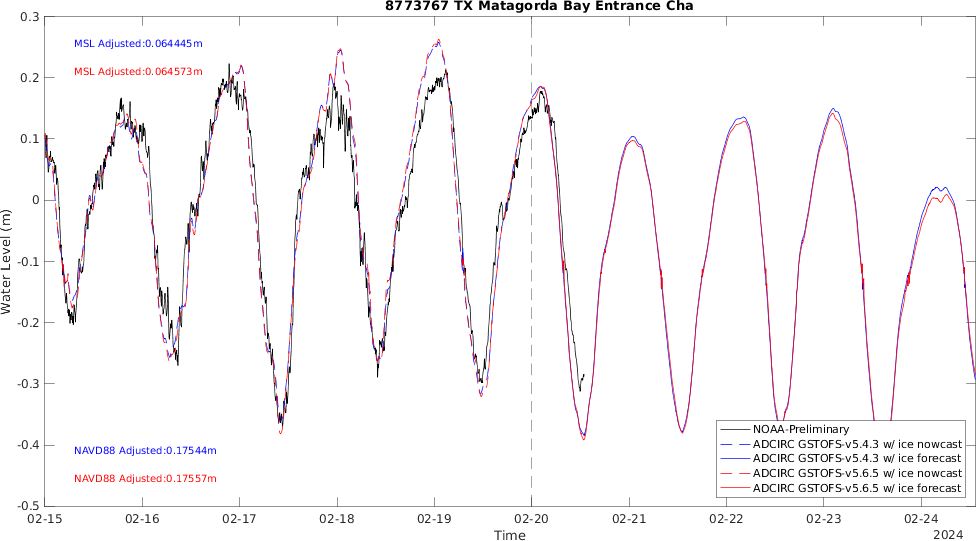 8773767 TX Matagorda Bay Entrance Cha
0.3
0.2
0.1
0
-0.1
-0.2
-0.3
-0.4
-0.5
Water Level (m)
MSL Adjusted:0.064445m
MSL Adjusted:0.064573m
NAVD88 Adjusted:0.17544m
NAVD88 Adjusted:0.17557m
NOAA-Preliminary
ADCIRC GSTOFS-v5.4.3 w/ ice nowcast
ADCIRC GSTOFS-v5.4.3 w/ ice forecast
ADCIRC GSTOFS-v5.6.5 w/ ice nowcast
ADCIRC GSTOFS-v5.6.5 w/ ice forecast
02-15 02-16 02-17 02-18 02-19 02-20 02-21 02-22 02-23 02-24
Time
2024